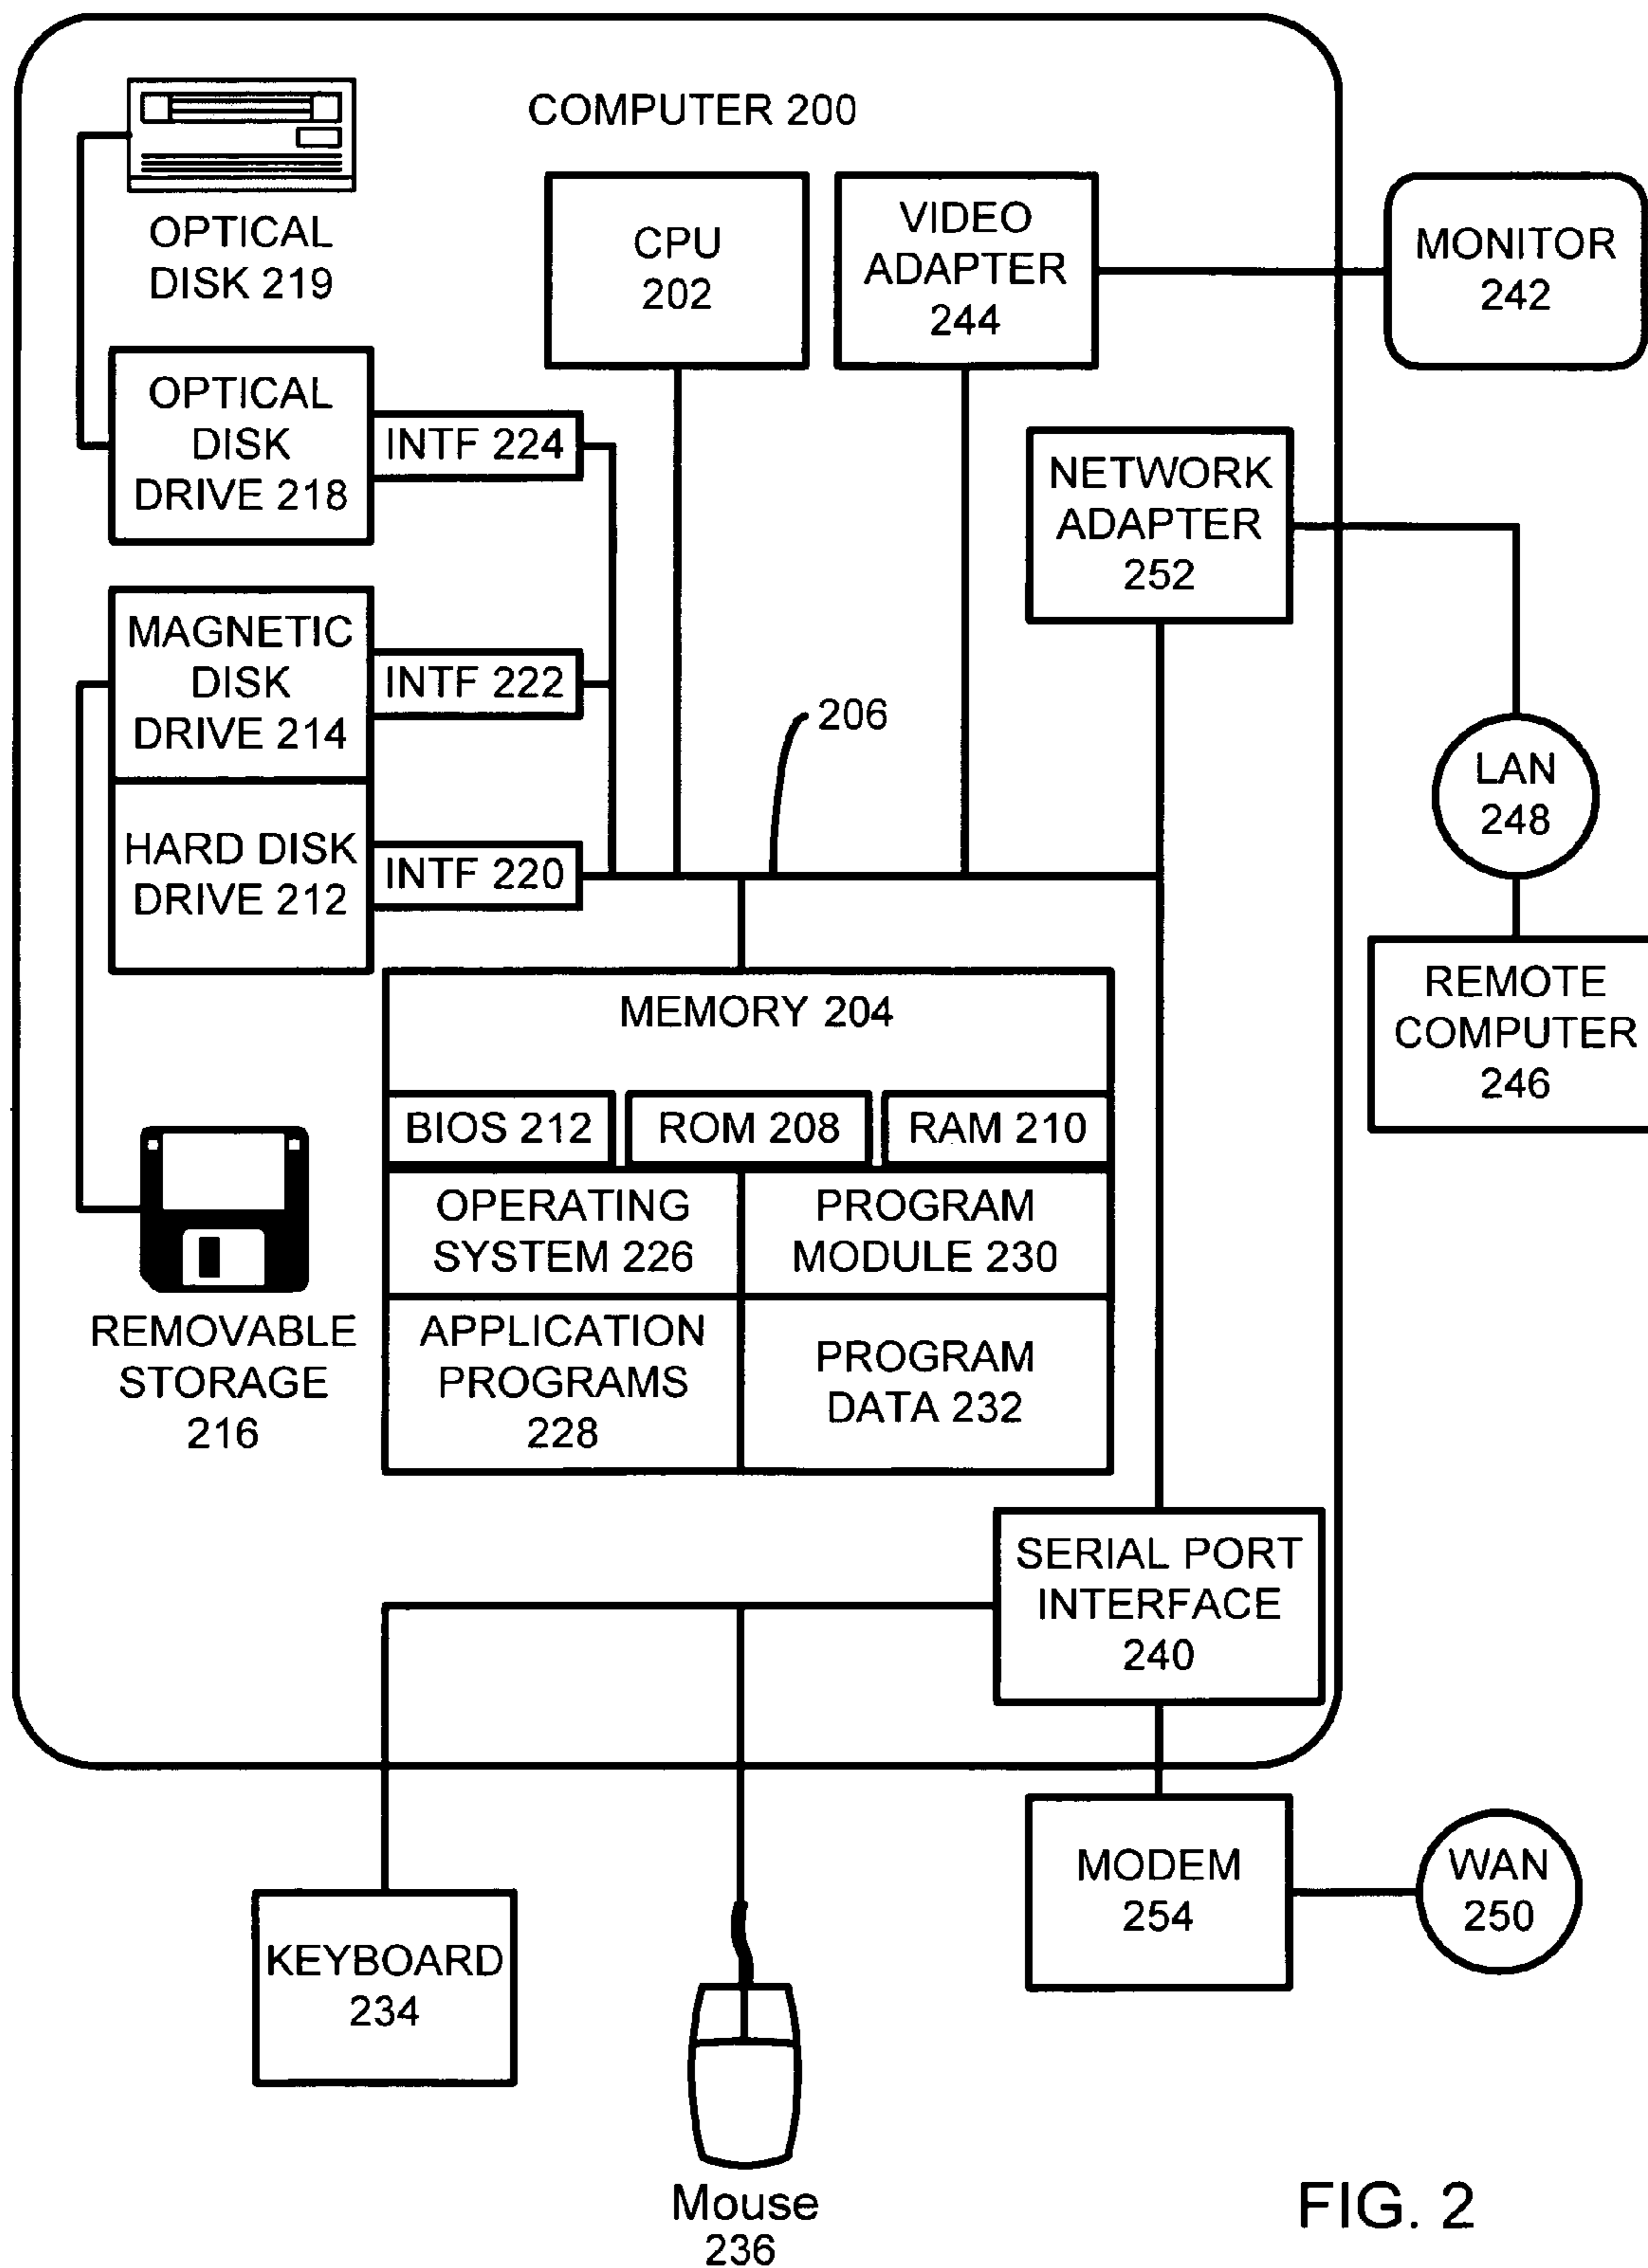 COMPUTER 200
OPTICAL
DISK 219
CPU
202
VIDEO
ADAPTER
244
MONITOR
242
OPTICAL
DISK
DRIVE 218
INTF 224
NETWORK
ADAPTER
252
MAGNETIC
DISK
DRIVE 214
INTF 222
206
LAN
248
HARD DISK
DRIVE 212
INTF 220
REMOTE
COMPUTER
246
MEMORY 204
BIOS 212
ROM 208
RAM 210
OPERATING
SYSTEM 226
PROGRAM
MODULE 230
REMOVABLE
STORAGE
216
APPLICATION
PROGRAMS
228
PROGRAM
DATA 232
SERIAL PORT
INTERFACE
240
MODEM
254
WAN
250
KEYBOARD
234
Mouse
236
FIG. 2